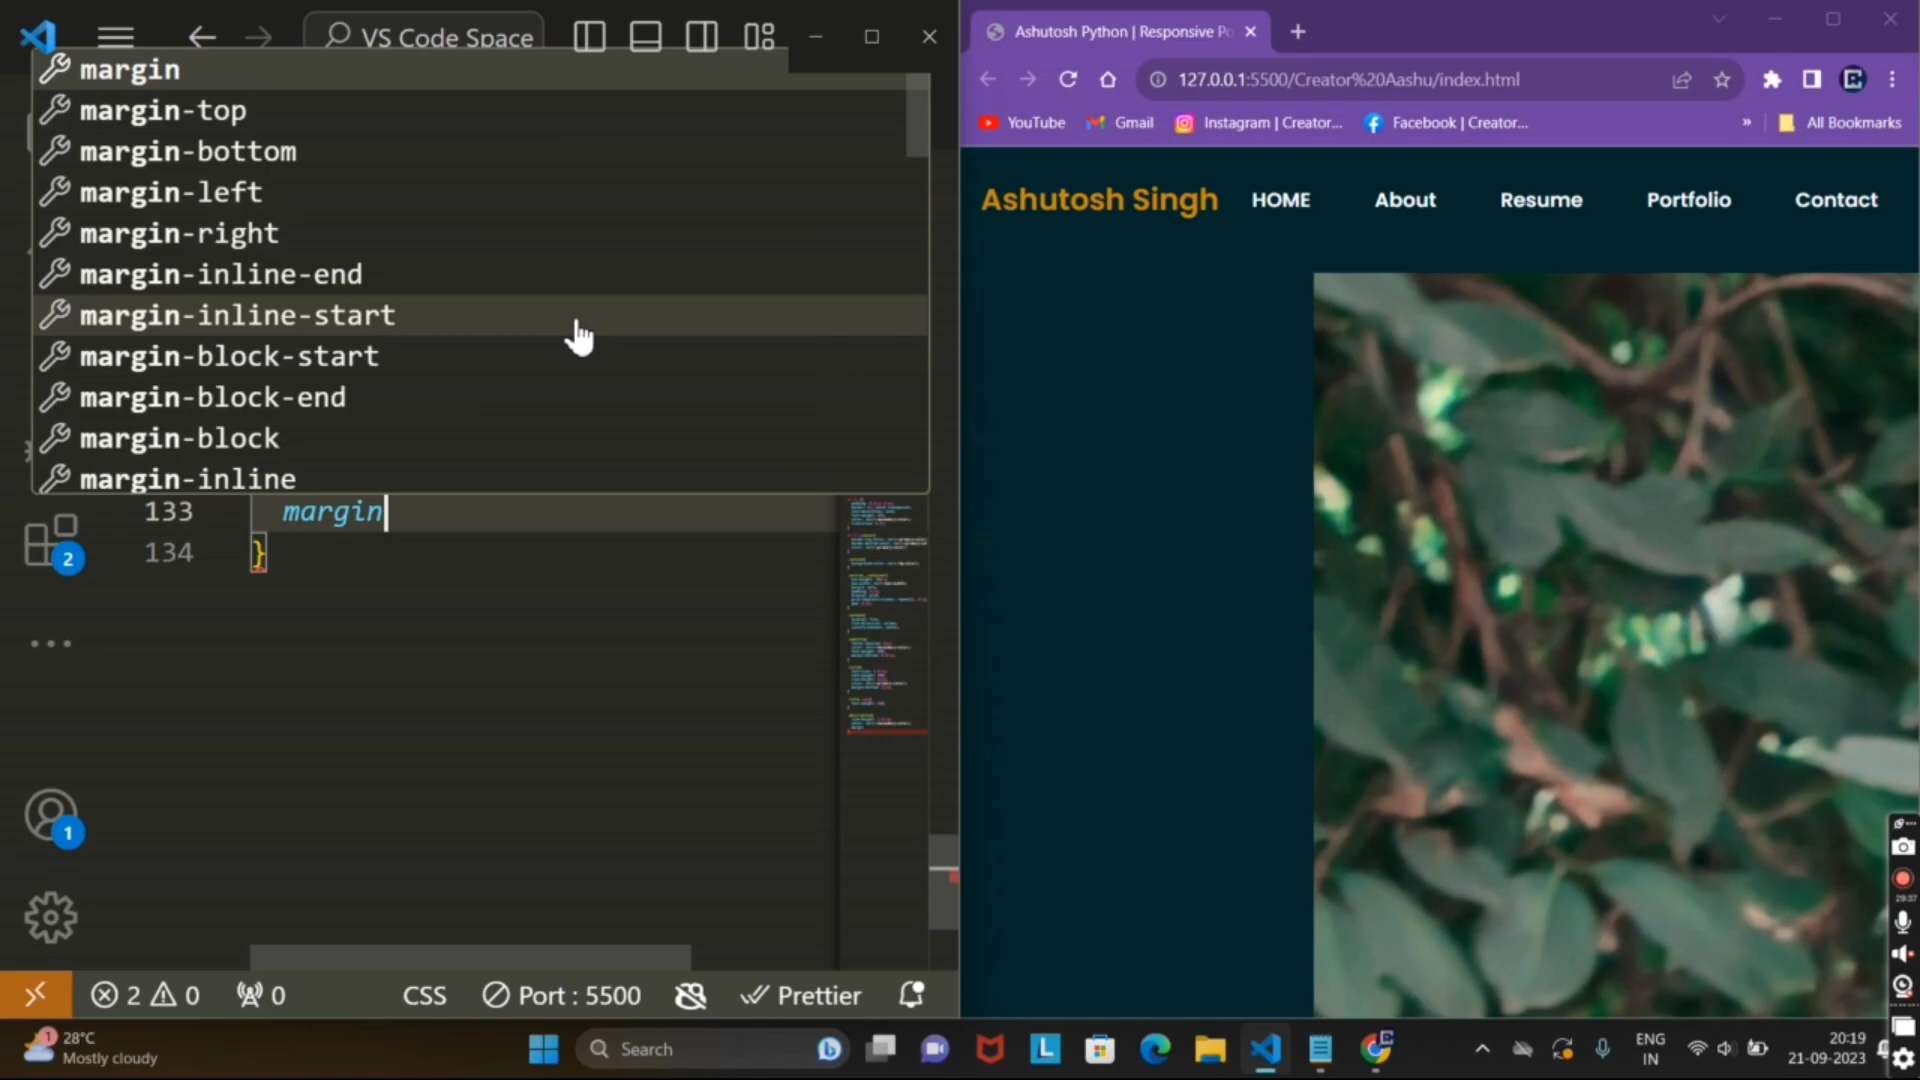 VS Code Space
margin
margin-top
margin-bottom
margin-left
margin-right
margin-inline-end
margin-inline-start
margin-block-start
margin-block-end
margin-block
margin-inline
133 margin
134 }
2
1
2 0 0 CSS Port : 5500 Prettier
Ashutosh Python | Responsive Po
127.0.0.1:5500/Creator%20Aashu/index.html
YouTube Gmail Instagram | Creator... Facebook | Creator... » All Bookmarks
Ashutosh Singh HOME About Resume Portfolio Contact
29:37
1
28°C
Mostly cloudy
Search
ENG
IN
20:19
21-09-2023